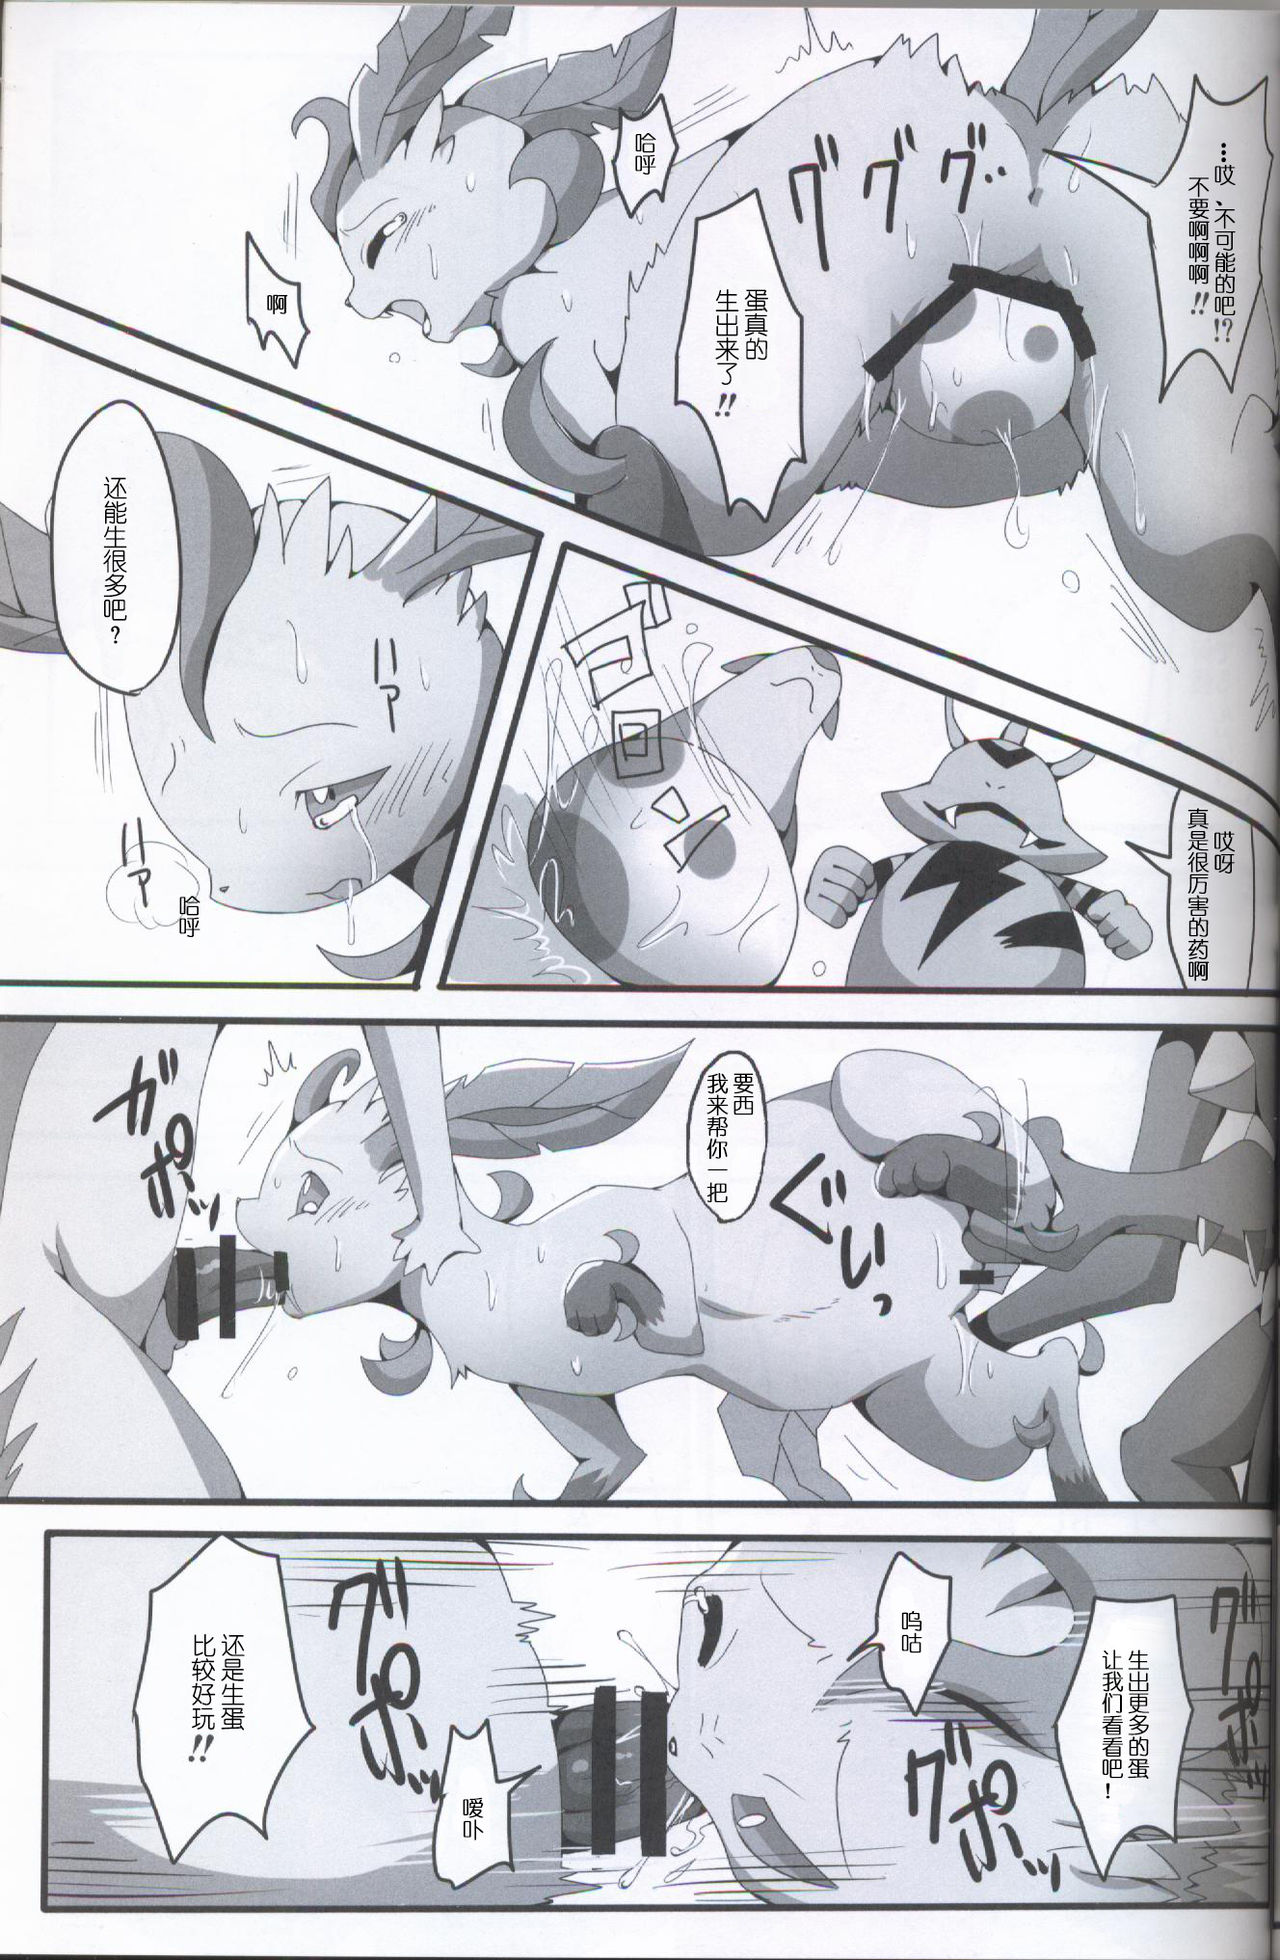 …哎、不可能的吧!?
不要啊啊啊!!
グググ..
蛋真的
生出来了!!
哈呼
啊
哎呀
真是很厉害的药啊
ゴロン
还能生很多吧？
ハァ
ハァ
哈呼
要西
我来帮你一把
ぐいっ
ガポッ
生出更多的蛋
让我们看看吧！
グポッ
呜咕
グポッ
グポッ
嗳卟
还是生蛋
比较好玩!!